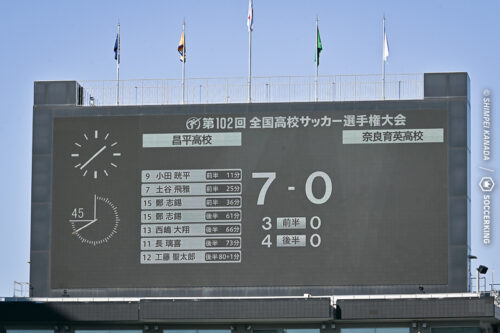 第102回 全国高校サッカー選手権大会
昌平高校
奈良育英高校
9 小田 晄平 前半 11分
7 土谷 飛雅 前半 25分
15 鄭 志錫 前半 36分
15 鄭 志錫 後半 61分
13 西嶋 大翔 後半 66分
11 長 璃喜 後半 73分
12 工藤 聖太郎 後半 80+1分
7 - 0
3 前半 0
4 後半 0
45
© SHIMPEI KANADA / SOCCERKING